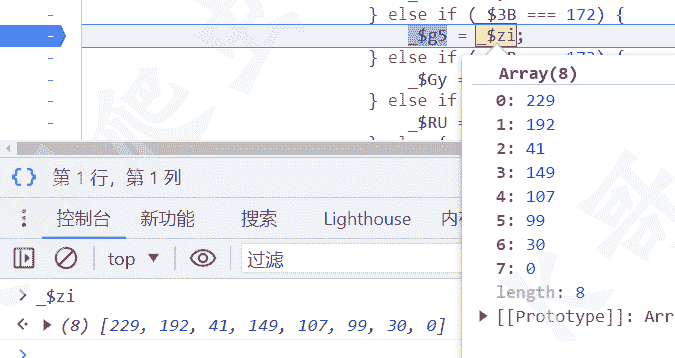 } else if (_$3B === 172) {
_$g5 = _$zi;
} else if (
_$Gy =
} else if
_$RU =
Array(8)
0: 229
1: 192
2: 41
3: 149
4: 107
5: 99
6: 30
7: 0
length: 8
[[Prototype]]: Arr
第 1 行，第 1 列
控制台 新功能 搜索 Lighthouse 内存
top ▼ 过滤
> _$zi
(8) [229, 192, 41, 149, 107, 99, 30, 0]
>